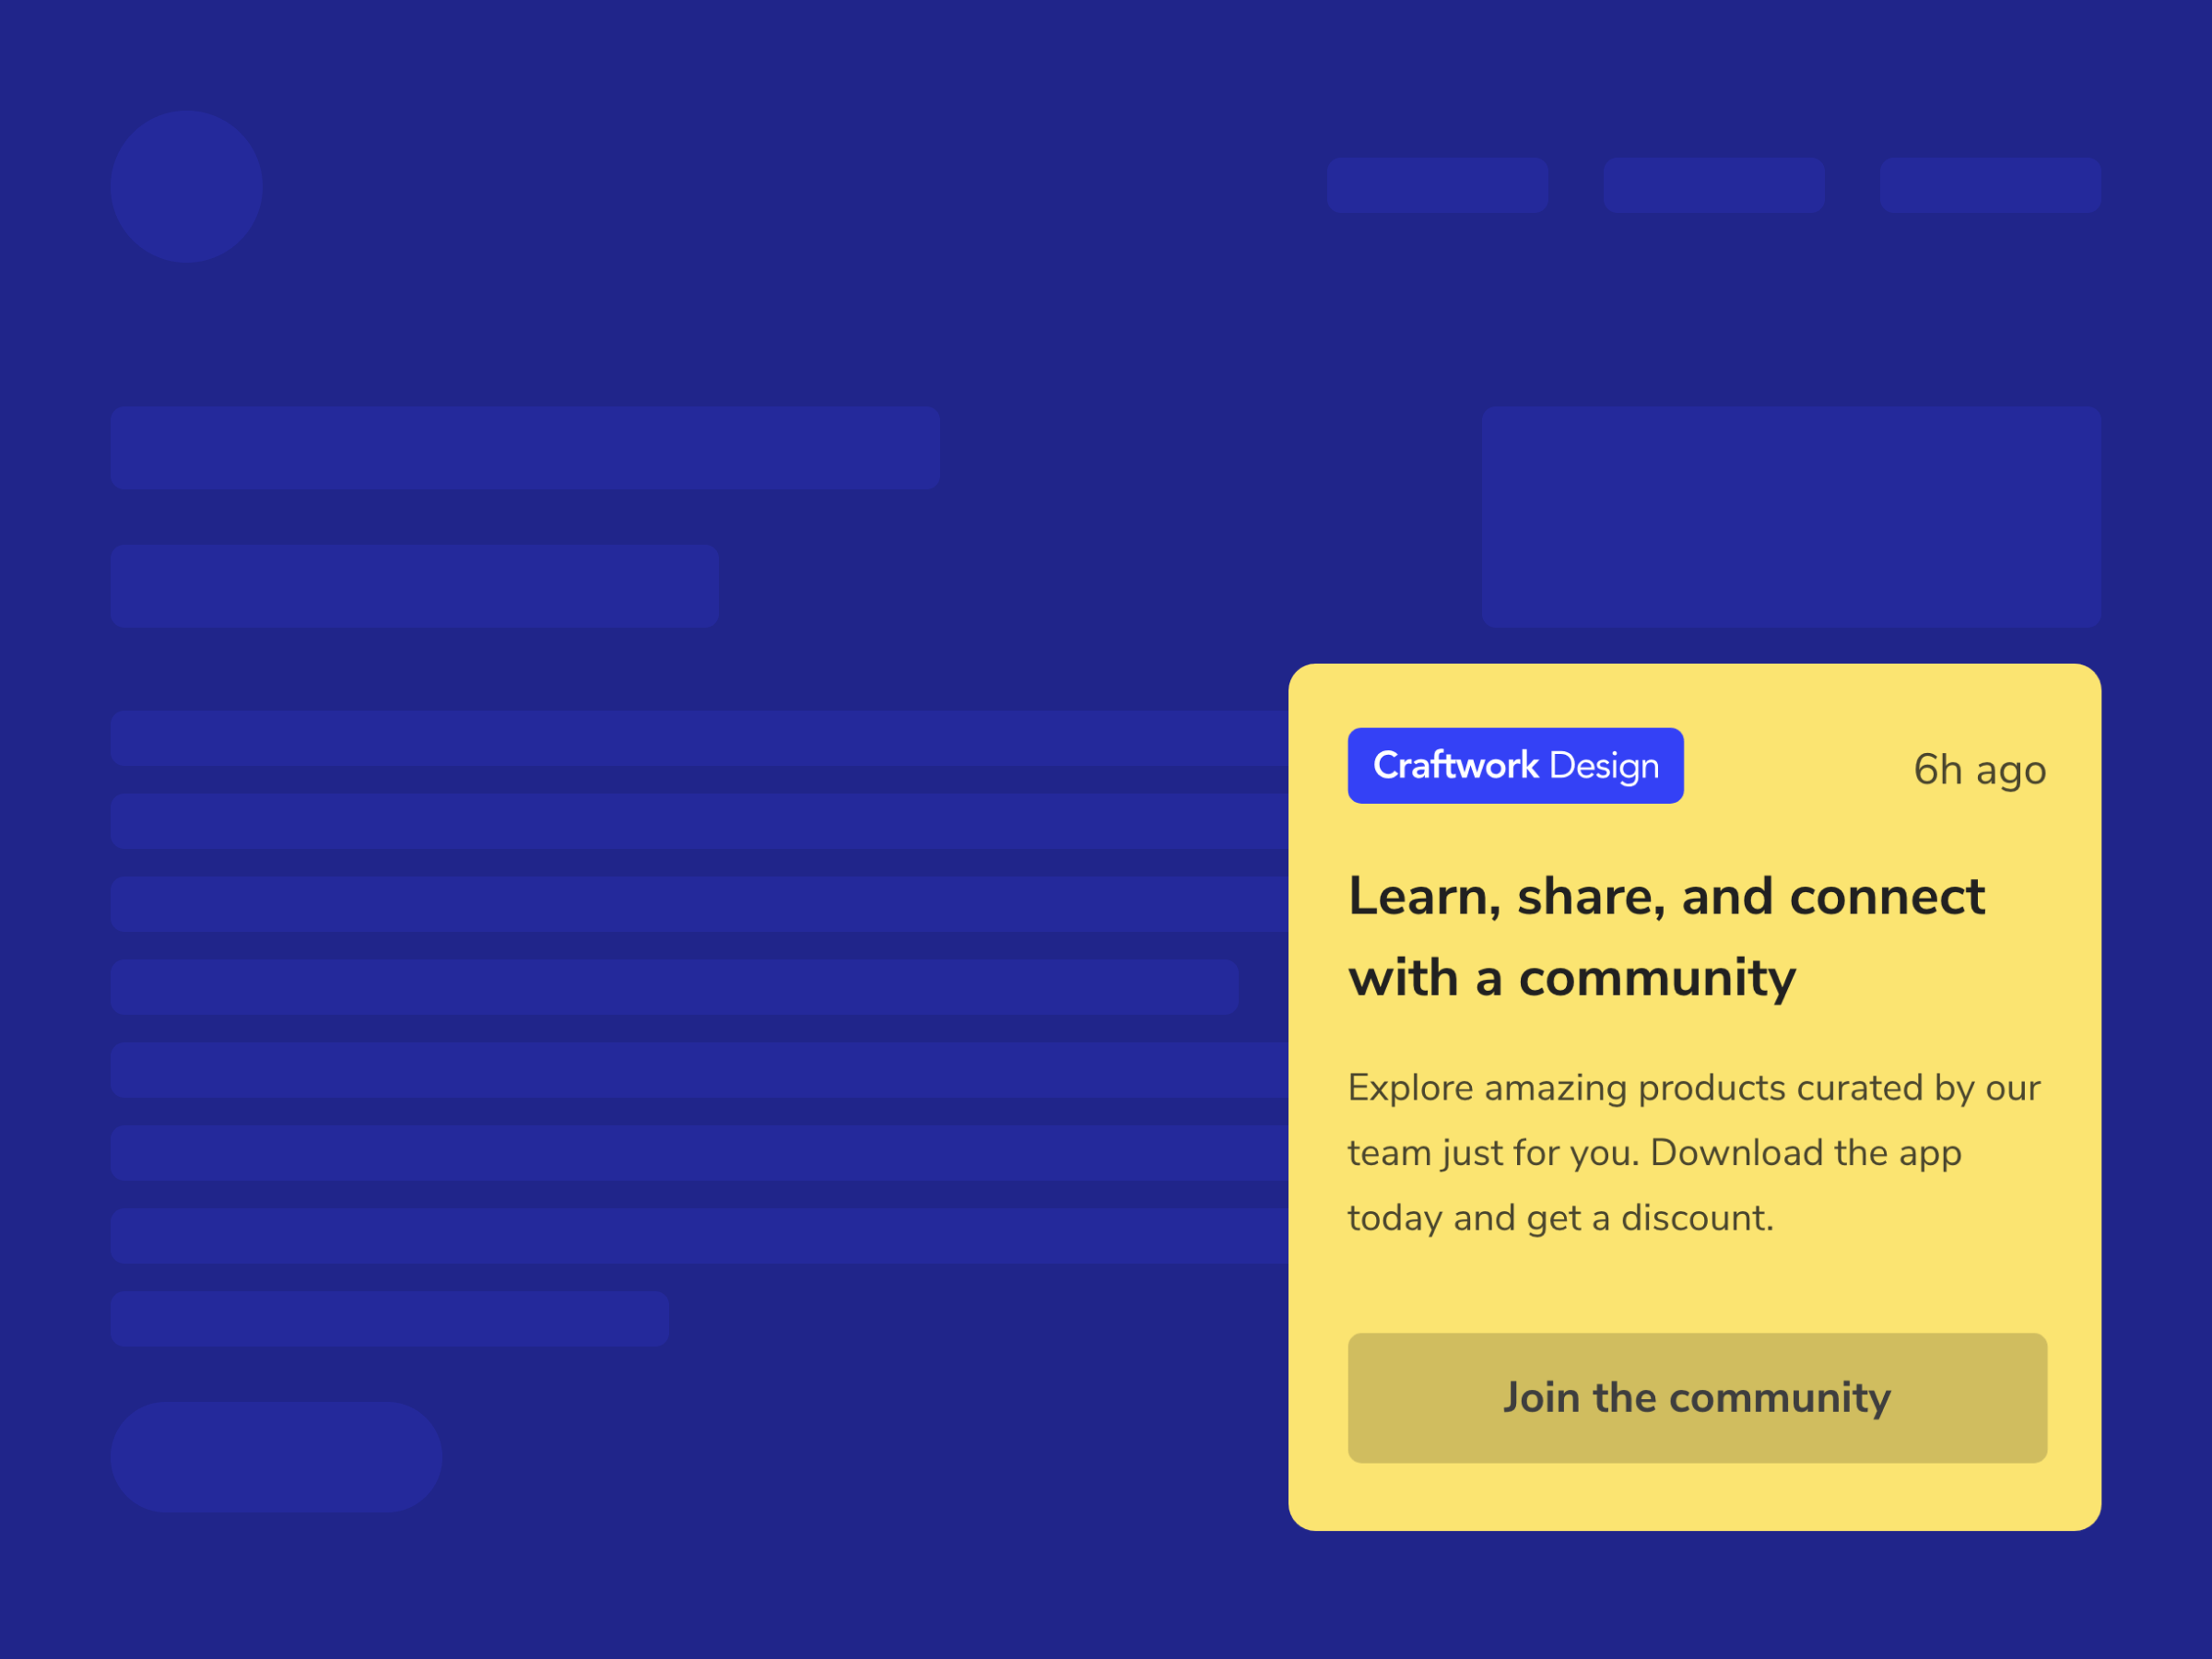 Craftwork Design
6h ago
Learn, share, and connect
with a community
Explore amazing products curated by our
team just for you. Download the app
today and get a discount.
Join the community